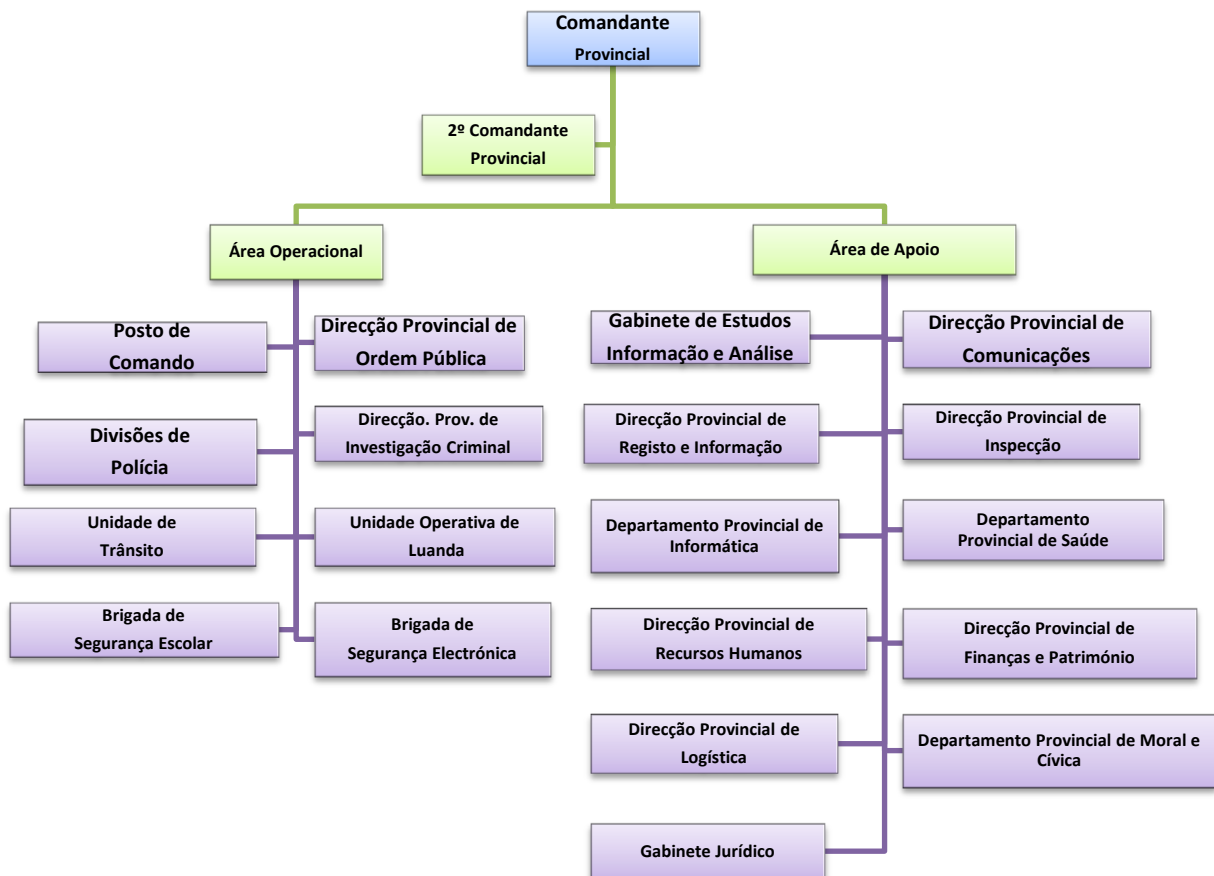 Comandante
Provincial
2º Comandante
Provincial
Área Operacional
Área de Apoio
Posto de
Comando
Direcção Provincial de
Ordem Pública
Gabinete de Estudos
Informação e Análise
Direcção Provincial de
Comunicações
Divisões de
Polícia
Direcção. Prov. de
Investigação Criminal
Direcção Provincial de
Registo e Informação
Direcção Provincial de
Inspecção
Unidade de
Trânsito
Unidade Operativa de
Luanda
Departamento Provincial de
Informática
Departamento
Provincial de Saúde
Brigada de
Segurança Escolar
Brigada de
Segurança Electrónica
Direcção Provincial de
Recursos Humanos
Direcção Provincial de
Finanças e Património
Direcção Provincial de
Logística
Departamento Provincial de Moral e
Cívica
Gabinete Jurídico